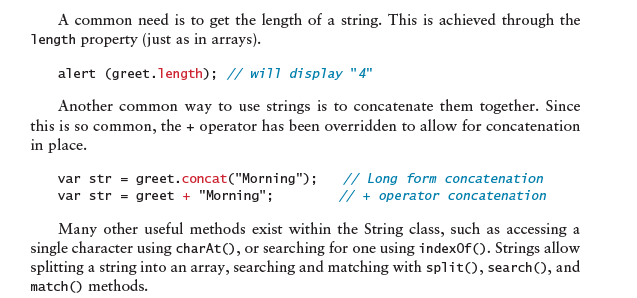 A common need is to get the length of a string. This is achieved through the
length property (just as in arrays).
alert (greet.length); // will display "4"
Another common way to use strings is to concatenate them together. Since
this is so common, the + operator has been overridden to allow for concatenation
in place.
var str = greet.concat("Morning"); // Long form concatenation
var str = greet + "Morning"; // + operator concatenation
Many other useful methods exist within the String class, such as accessing a
single character using charAt(), or searching for one using indexOf(). Strings allow
splitting a string into an array, searching and matching with split(), search(), and
match() methods.